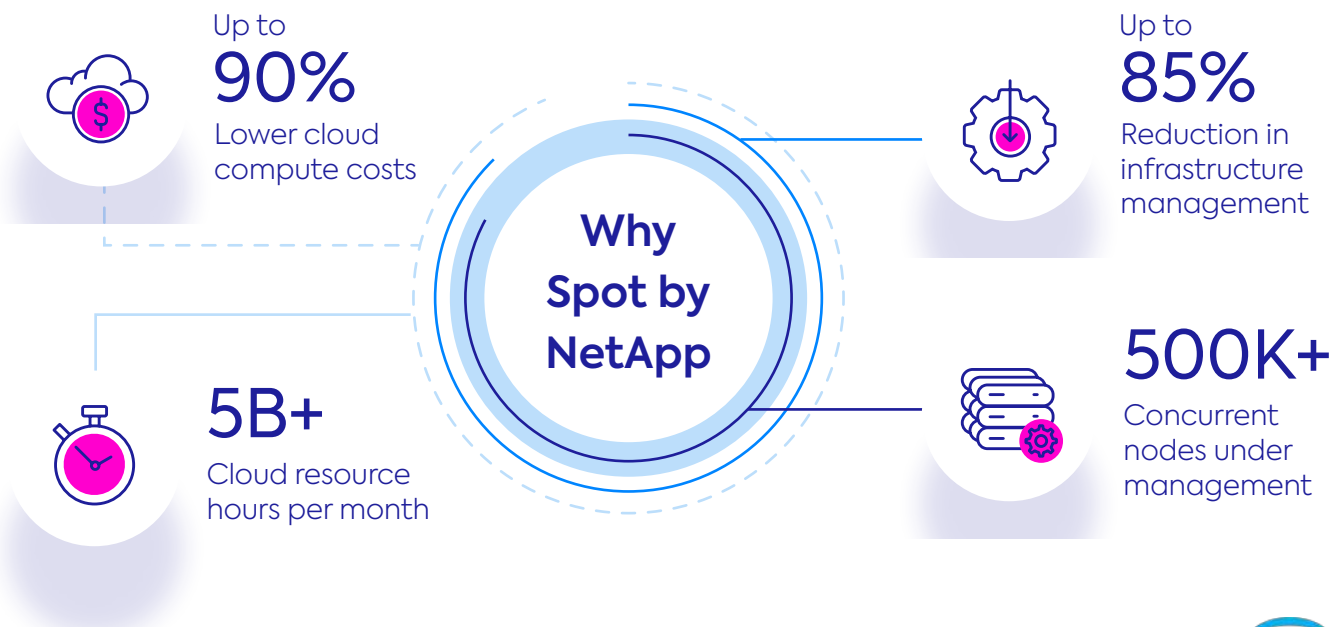 Up to
90%
Lower cloud
compute costs
Up to
85%
Reduction in
infrastructure
management
Why
Spot by
NetApp
5B+
Cloud resource
hours per month
500K+
Concurrent
nodes under
management
$